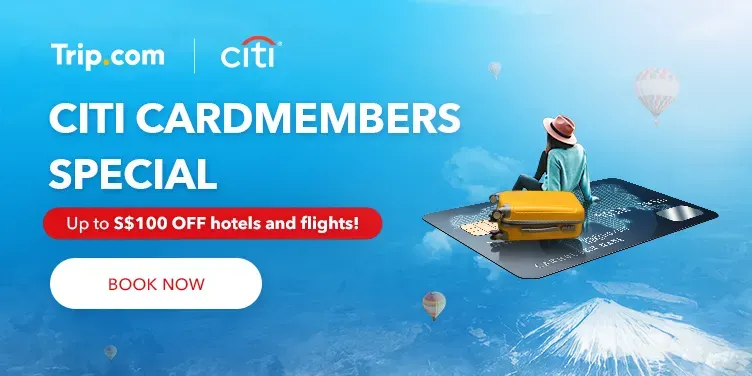 Trip.com
citi
CITI CARDMEMBERS
SPECIAL
Up to S$100 OFF hotels and flights!
BOOK NOW